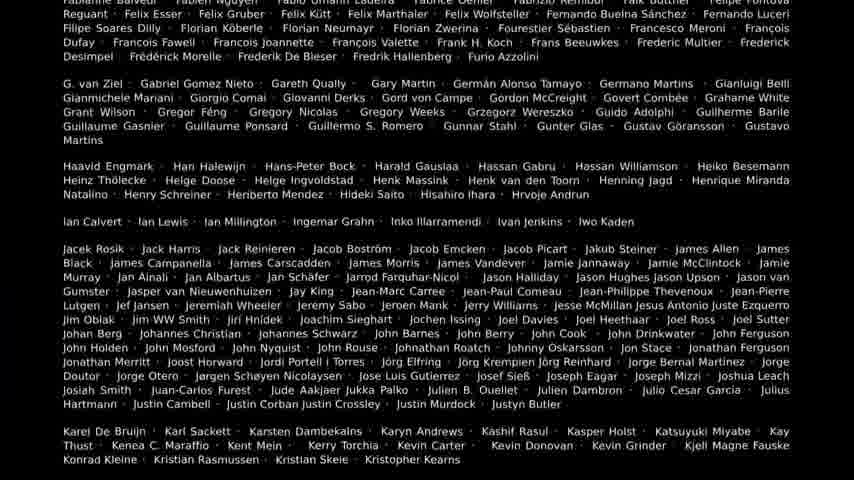 Reguant · Felix Esser · Felix Gruber · Felix Kütt · Felix Marthaler · Felix Wolfsteller · Fernando Buelna Sánchez · Fernando Luceri
Filipe Soares Dilly · Florian Köberle · Florian Neumayr · Florian Zwerina · Fourestier Sébastien · Francesco Meroni · François
Dufay · Francois Fawell · Francois Joannette · François Valette · Frank H. Koch · Frans Beeuwkes · Frederic Multier · Frederick
Desimpel · Frédérick Morelle · Frederik De Bleser · Fredrik Hallenberg · Furio Azzolini
G. van Ziel · Gabriel Gomez Nieto · Gareth Qually · Gary Martin · Germán Alonso Tamayo · Germano Martins · Gianluigi Belli
Gianmichele Mariani · Giorgio Comai · Giovanni Derks · Gord von Campe · Gordon McCreight · Govert Combée · Grahame White
Grant Wilson · Gregor Féng · Gregory Nicolas · Gregory Weeks · Grzegorz Wereszko · Guido Adolphi · Guilherme Barile
Guillaume Gasnier · Guillaume Ponsard · Guillermo S. Romero · Gunnar Stahl · Gunter Glas · Gustav Göransson · Gustavo
Martins
Haavid Engmark · Han Halewijn · Hans-Peter Bock · Harald Gauslaa · Hassan Gabru · Hassan Williamson · Heiko Besemann
Heinz Thölecke · Helge Doose · Helge Ingvoldstad · Henk Massink · Henk van den Toorn · Henning Jagd · Henrique Miranda
Natalino · Henry Schreiner · Heriberto Mendez · Hideki Saito · Hisahiro Ihara · Hrvoje Andrun
Ian Calvert · Ian Lewis · Ian Millington · Ingemar Grahn · Inko Illarramendi · Ivan Jenkins · Iwo Kaden
Jacek Rosik · Jack Harris · Jack Reinieren · Jacob Boström · Jacob Emcken · Jacob Picart · Jakub Steiner · James Allen · James
Black · James Campanella · James Carscadden · James Morris · James Vandever · Jamie Jannaway · Jamie McClintock · Jamie
Murray · Jan Ainali · Jan Albartus · Jan Schäfer · Jarrod Farquhar-Nicol · Jason Halliday · Jason Hughes Jason Upson · Jason van
Gumster · Jasper van Nieuwenhuizen · Jay King · Jean-Marc Carree · Jean-Paul Comeau · Jean-Philippe Thevenoux · Jean-Pierre
Lutgen · Jef Jansen · Jeremiah Wheeler · Jeremy Sabo · Jeroen Mank · Jerry Williams · Jesse McMillan Jesus Antonio Juste Ezquerro
Jim Oblak · Jim WW Smith · Jiri Hnídek · Joachim Sieghart · Jochen Issing · Joel Davies · Joel Heethaar · Joel Ross · Joel Sutter
Johan Berg · Johannes Christian · Johannes Schwarz · John Barnes · John Berry · John Cook · John Drinkwater · John Ferguson
John Holden · John Mosford · John Nyquist · John Rouse · Johnathan Roatch · Johnny Oskarsson · Jon Stace · Jonathan Ferguson
Jonathan Merritt · Joost Horward · Jordi Portell i Torres · Jörg Elfring · Jörg Krempien Jörg Reinhard · Jorge Bernal Martinez · Jorge
Doutor · Jorge Otero · Jørgen Schøyen Nicolaysen · Jose Luis Gutierrez · Josef Sieß · Joseph Eagar · Joseph Mizzi · Joshua Leach
Josiah Smith · Juan-Carlos Furest · Jude Aakjaer Jukka Palko · Julien B. Ouellet · Julien Dambron · Julio Cesar Garcia · Julius
Hartmann · Justin Cambell · Justin Corban Justin Crossley · Justin Murdock · Justyn Butler
Karel De Bruijn · Karl Sackett · Karsten Dambekalns · Karyn Andrews · Kashif Rasul · Kasper Holst · Katsuyuki Miyabe · Kay
Thust · Kenea C. Maraffio · Kent Mein · Kerry Torchia · Kevin Carter · Kevin Donovan · Kevin Grinder · Kjell Magne Fauske
Konrad Kleine · Kristian Rasmussen · Kristian Skeie · Kristopher Kearns